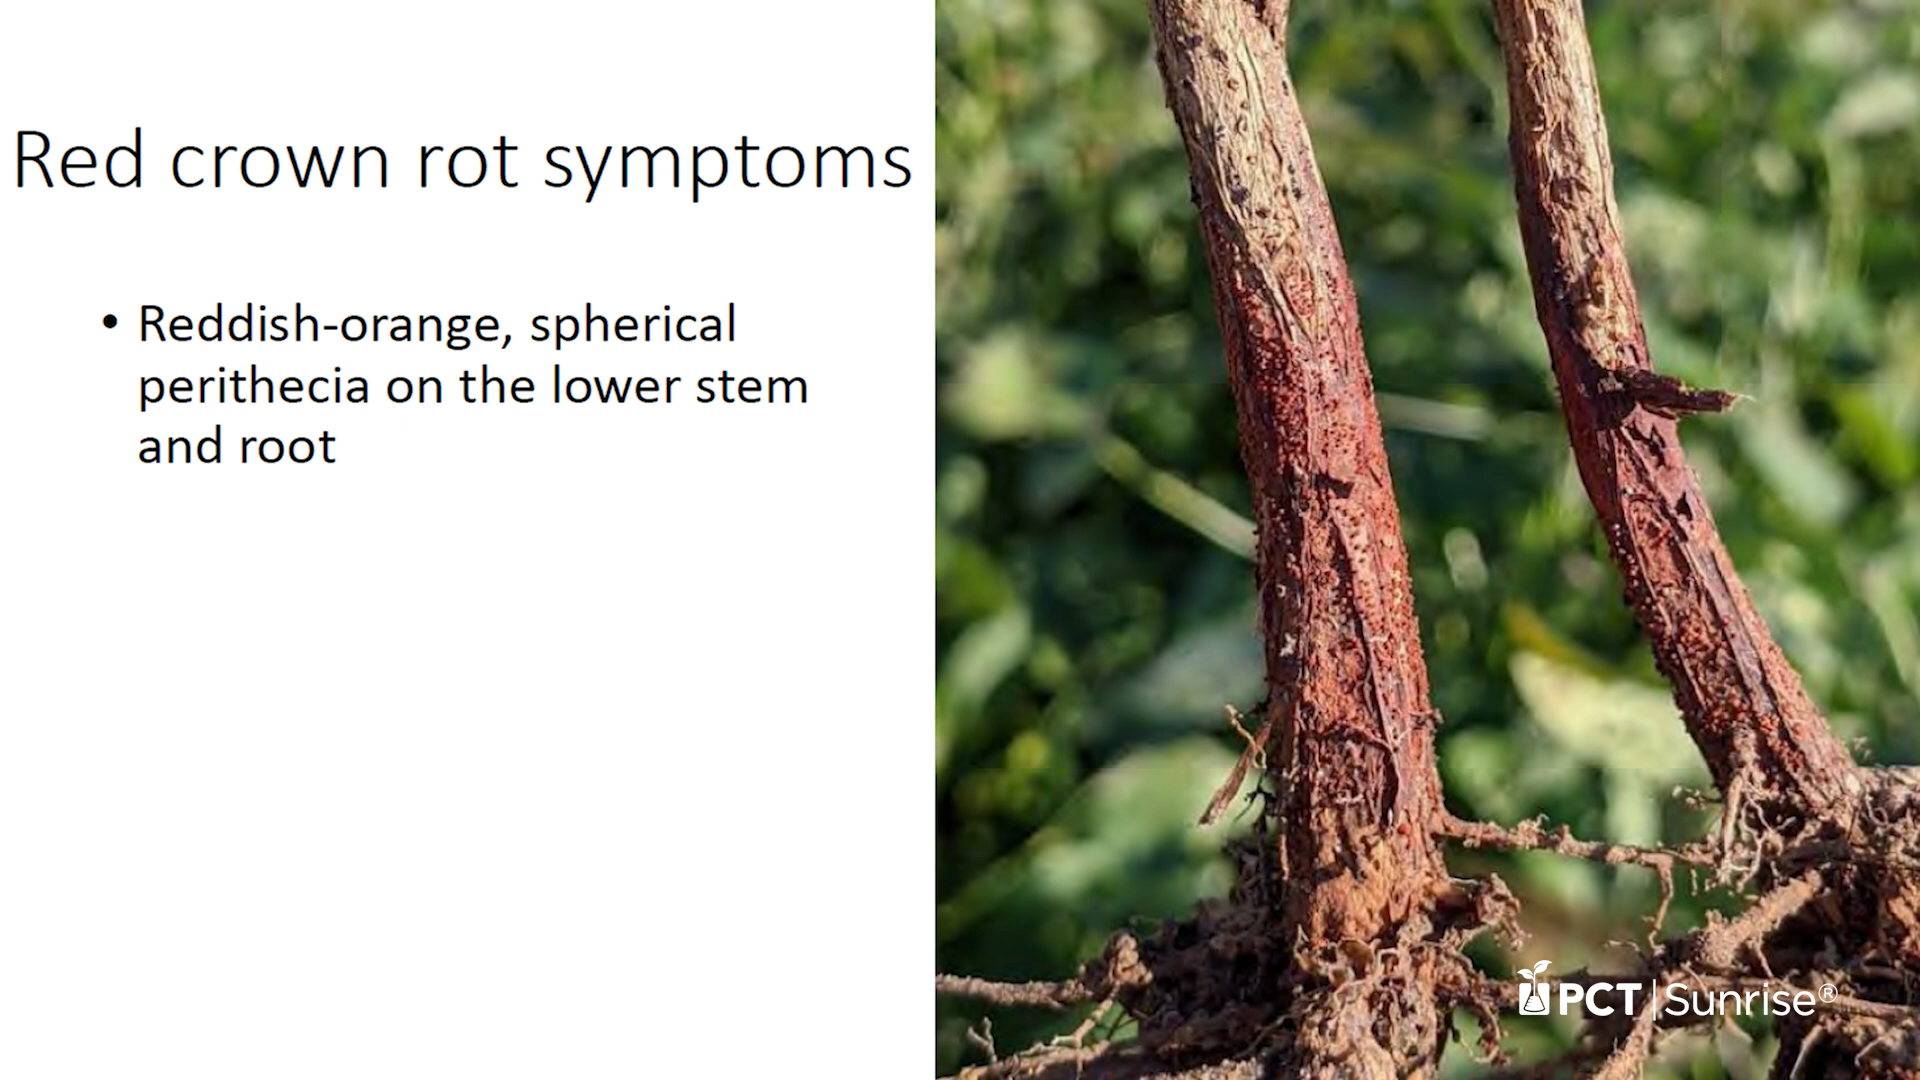 Red crown rot symptoms
• Reddish-orange, spherical
perithecia on the lower stem
and root
PCT | Sunrise®